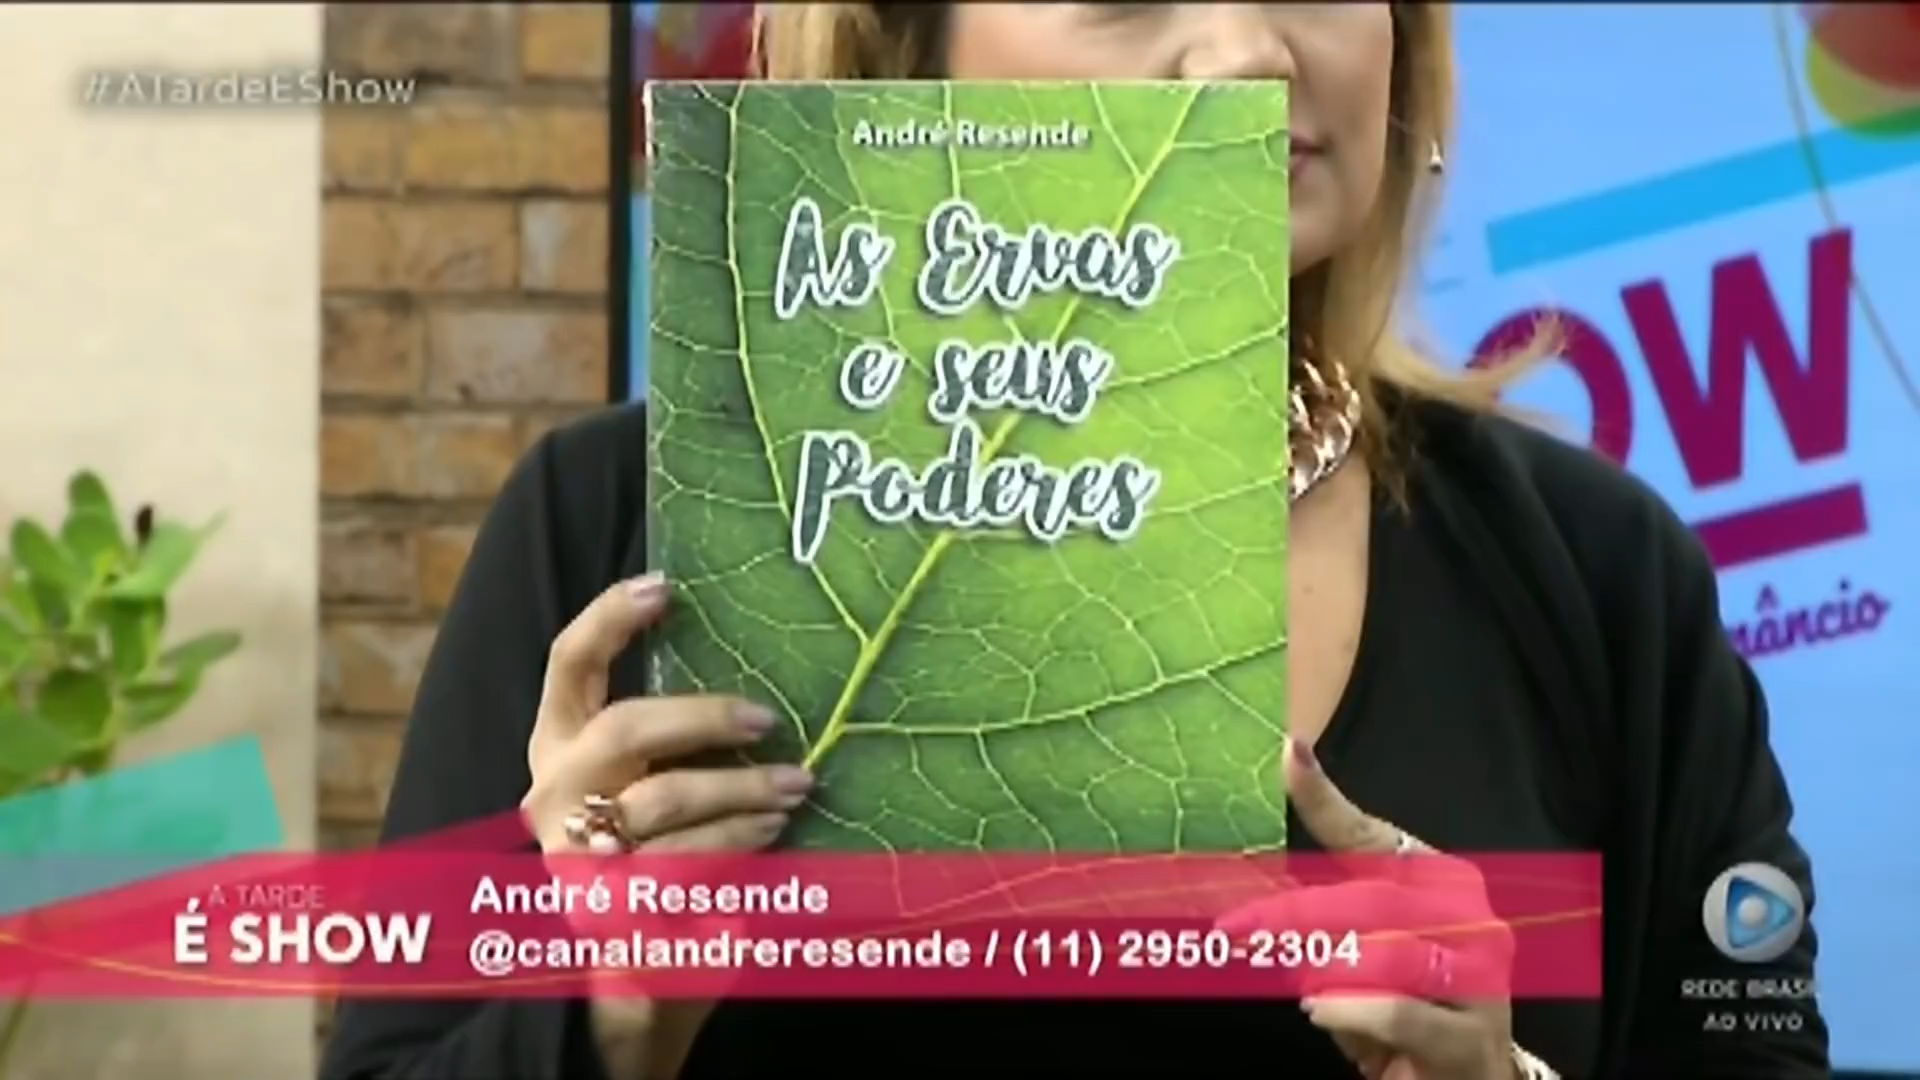 #ATardeEShow
André Resende
As Ervas
e seus
Poderes
OW
mâncio
A TARDE
É SHOW
André Resende
@canalandreresende / (11) 2950-2304
REDE BRASIL
AO VIVO